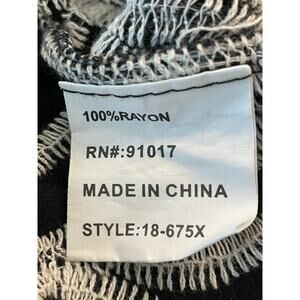 100%RAYON
RN#:91017
MADE IN CHINA
STYLE:18-675X